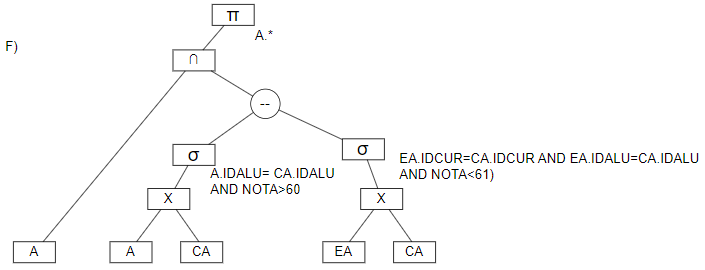 π
A.*
F)
∩
--
σ
A.IDALU= CA.IDALU
AND NOTA>60
σ
EA.IDCUR=CA.IDCUR AND EA.IDALU=CA.IDALU
AND NOTA<61)
X
X
A
A
CA
EA
CA